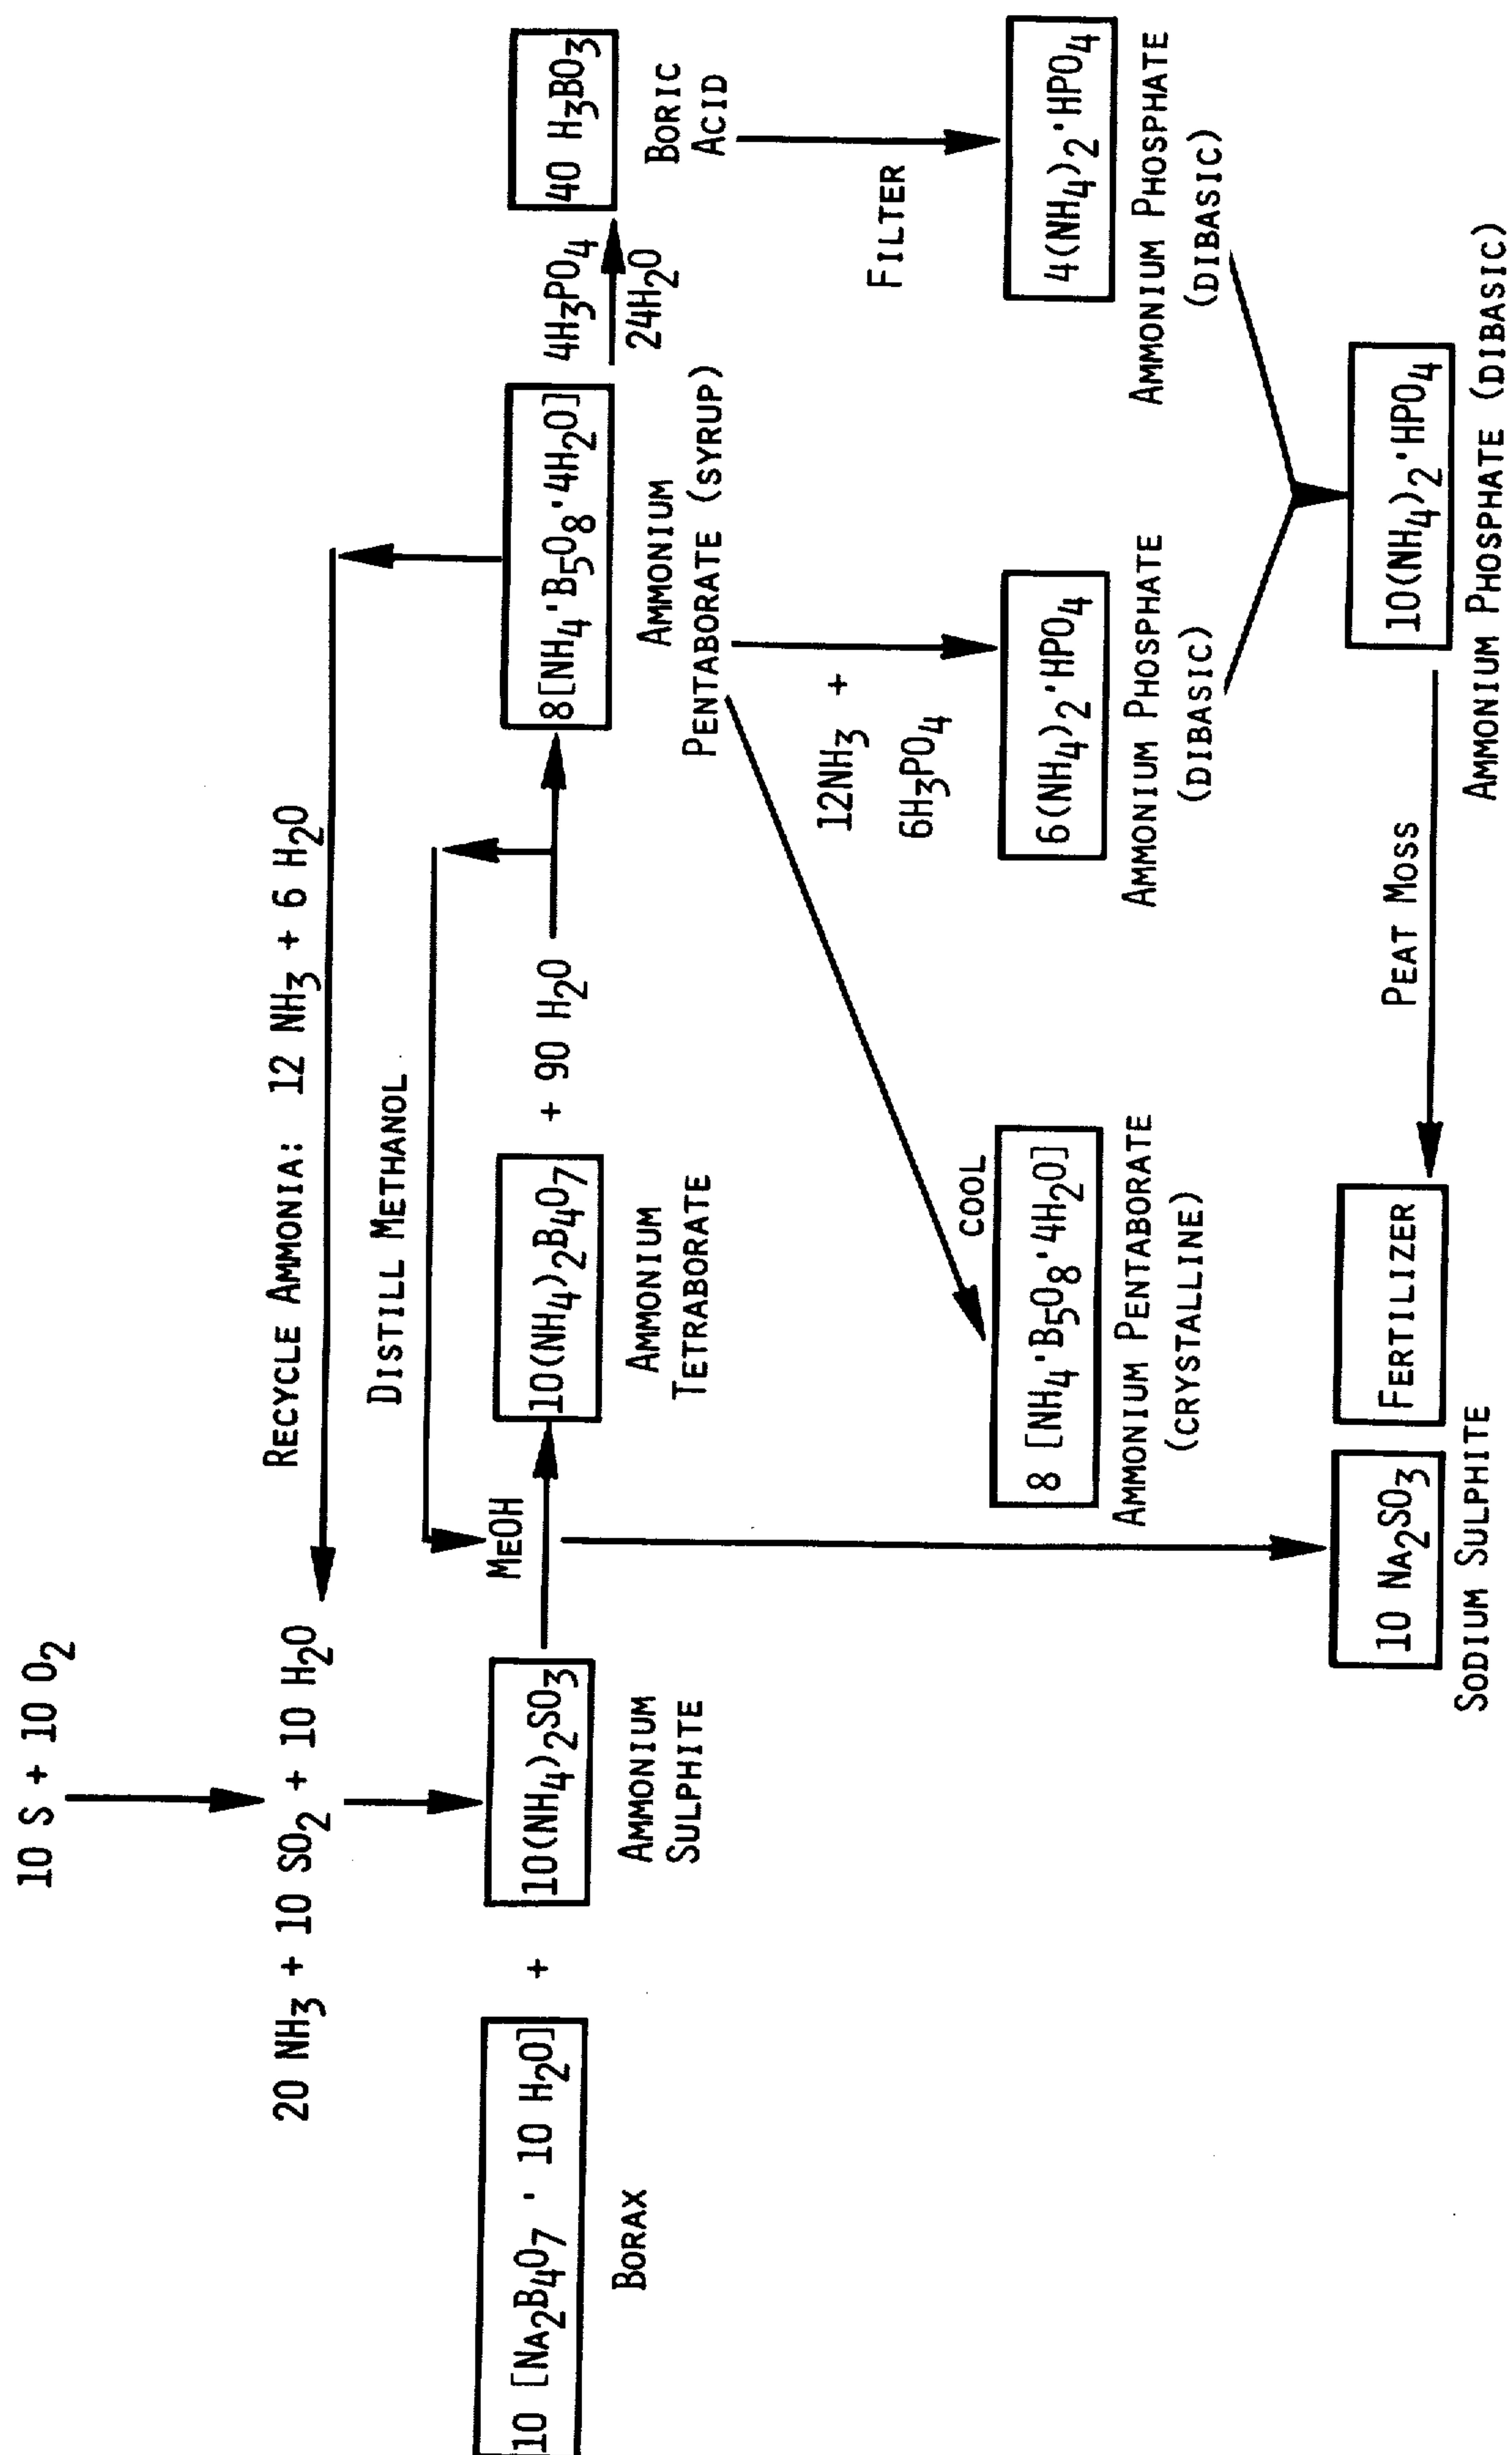 10 S + 10 O2
20 NH3 + 10 SO2 + 10 H2O
RECYCLE AMMONIA: 12 NH3 + 6 H2O
DISTILL METHANOL
10 [NA2B4O7 · 10 H2O]
BORAX
+
10(NH4)2SO3
AMMONIUM
SULPHITE
MEOH
10(NH4)2B4O7
AMMONIUM
TETRABORATE
+ 90 H2O
8[NH4·B5O8·4H2O]
AMMONIUM
PENTABORATE (SYRUP)
4H3PO4
24H2O
40 H3BO3
BORIC
ACID
12NH3 +
6H3PO4
FILTER
COOL
8 [NH4·B5O8·4H2O]
AMMONIUM PENTABORATE
(CRYSTALLINE)
6(NH4)2·HPO4
AMMONIUM PHOSPHATE
(DIBASIC)
4(NH4)2·HPO4
AMMONIUM PHOSPHATE
(DIBASIC)
10 NA2SO3
SODIUM SULPHITE
FERTILIZER
PEAT MOSS
10(NH4)2·HPO4
AMMONIUM PHOSPHATE (DIBASIC)